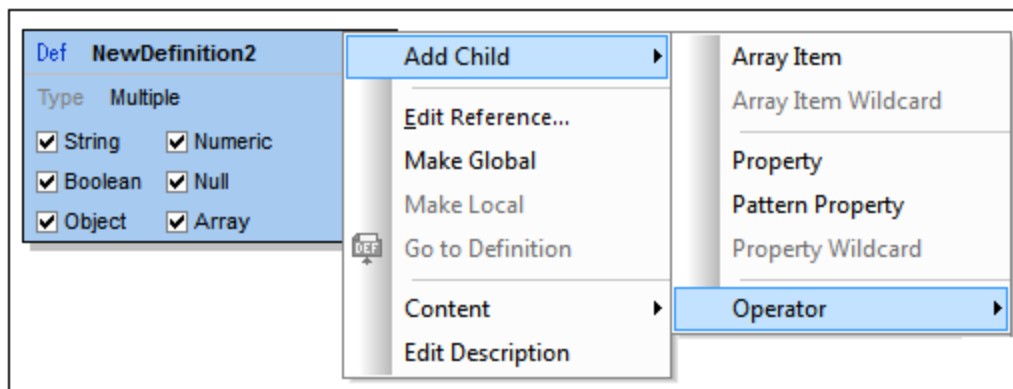 Def NewDefinition2
Type Multiple
String Numeric
Boolean Null
Object Array
Add Child
Edit Reference...
Make Global
Make Local
DEF Go to Definition
Content
Edit Description
Array Item
Array Item Wildcard
Property
Pattern Property
Property Wildcard
Operator